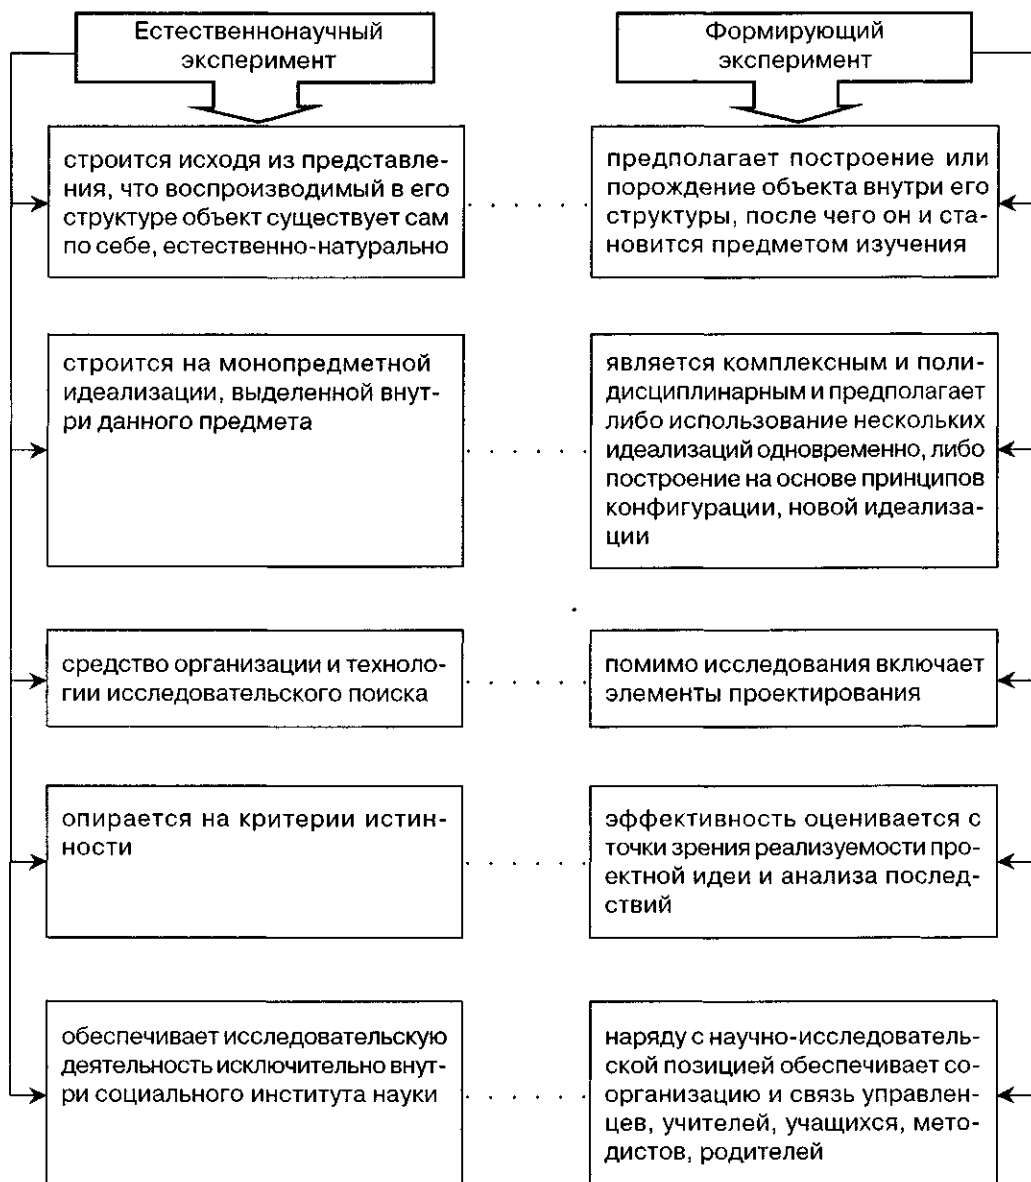 Естественнонаучный
эксперимент
Формирующий
эксперимент
строится исходя из представле-
ния, что воспроизводимый в его
структуре объект существует сам
по себе, естественно-натурально
предполагает построение или
порождение объекта внутри его
структуры, после чего он и ста-
новится предметом изучения
строится на монопредметной
идеализации, выделенной внут-
ри данного предмета
является комплексным и поли-
дисциплинарным и предполагает
либо использование нескольких
идеализаций одновременно, либо
построение на основе принципов
конфигурации, новой идеализа-
ции
средство организации и техноло-
гии исследовательского поиска
помимо исследования включает
элементы проектирования
опирается на критерии истин-
ности
эффективность оценивается с
точки зрения реализуемости про-
ектной идеи и анализа послед-
ствий
обеспечивает исследовательскую
деятельность исключительно внут-
ри социального института науки
наряду с научно-исследователь-
ской позицией обеспечивает со-
организацию и связь управлен-
цев, учителей, учащихся, мето-
дистов, родителей